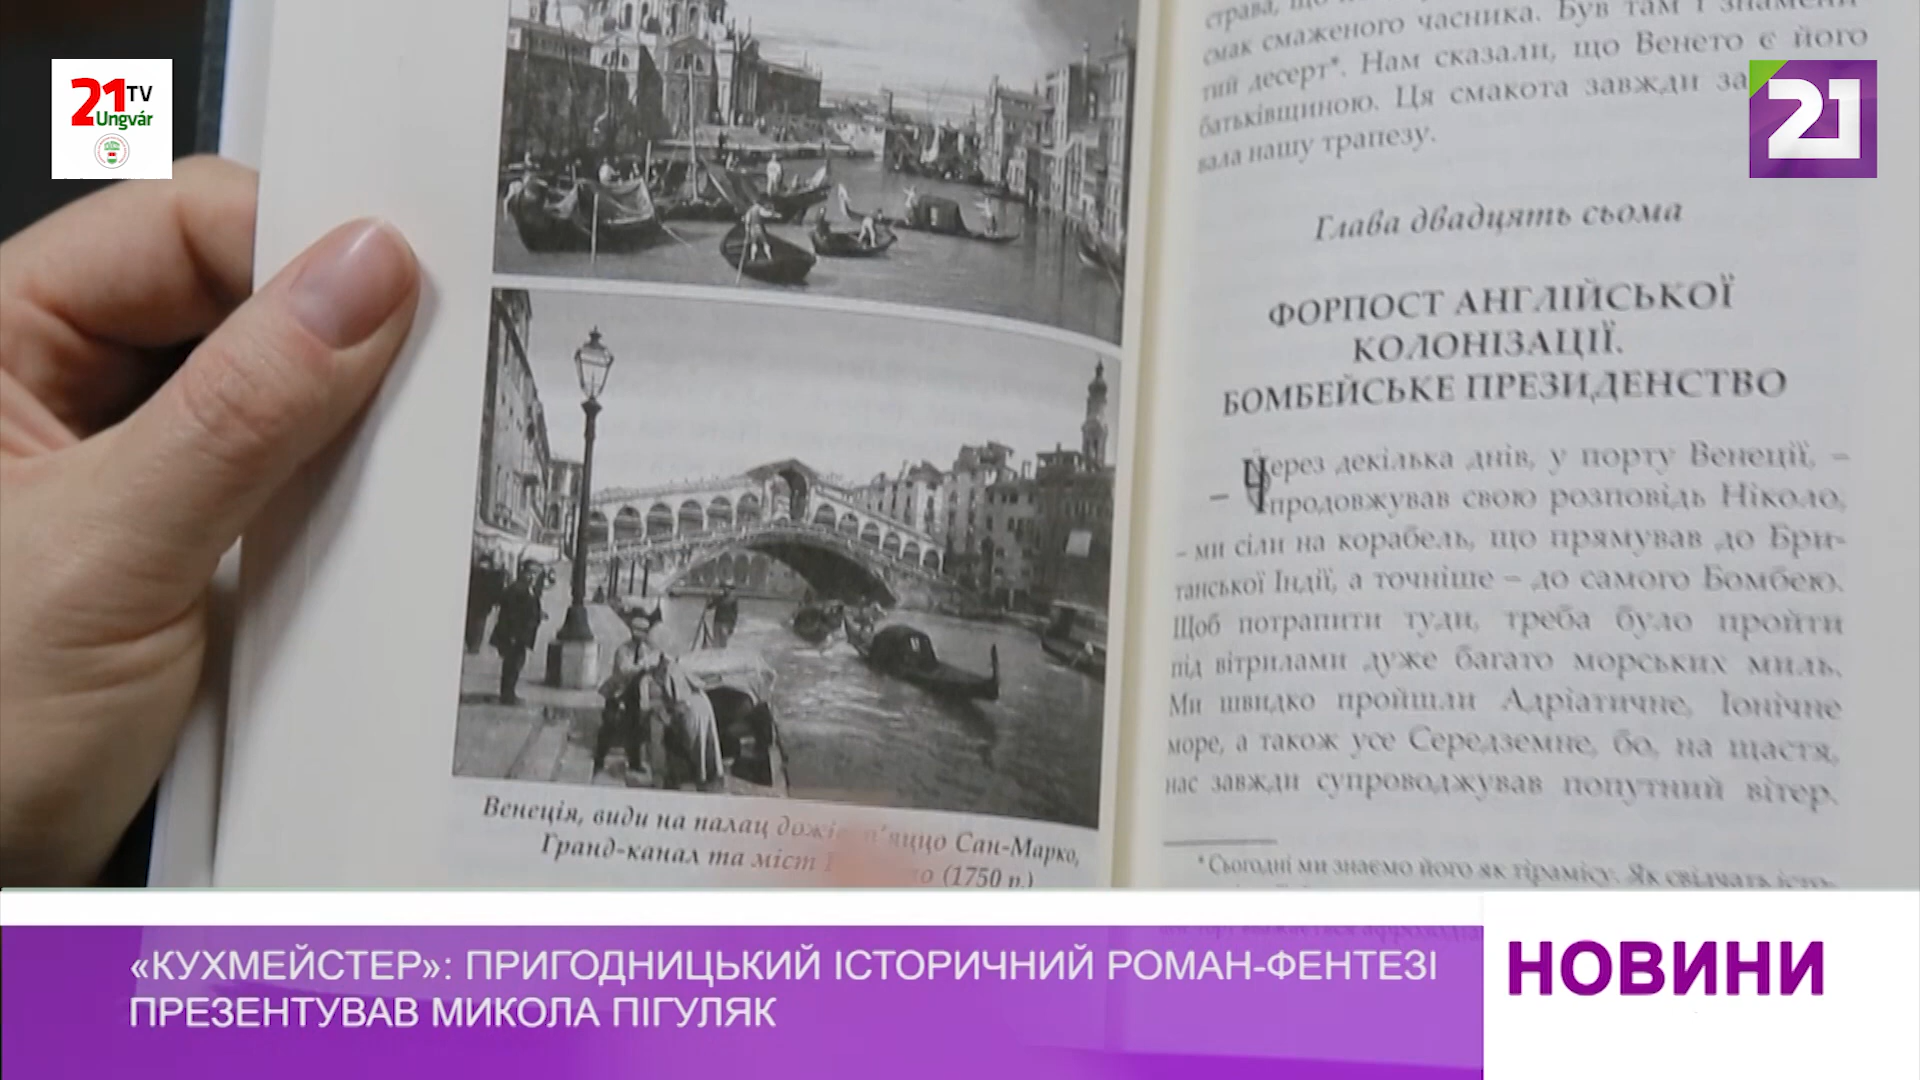 21 TV
Ungvár
21
смак смаженого часника. Був там і
тий десерт*. Нам сказали, що Венето є його
батьківщиною. Ця смакота завжди за
вала нашу трапезу.
Глава двадцять сьома
ФОРПОСТ АНГЛІЙСЬКОЇ
КОЛОНІЗАЦІЇ.
БОМБЕЙСЬКЕ ПРЕЗИДЕНСТВО
– Через декілька днів, у порту Венеції, –
продовжував свою розповідь Ніколо,
– ми сіли на корабель, що прямував до Бри-
танської Індії, а точніше – до самого Бомбею.
Щоб потрапити туди, треба було пройти
під вітрилами дуже багато морських миль.
Ми швидко пройшли Адріатичне, Іонічне
море, а також усе Середземне, бо, на щастя,
нас завжди супроводжував попутний вітер.
* Сьогодні ми знаємо його як тірамісу. Як свідчать
Венеція, види на палац п'яццо Сан-Марко,
Гранд-канал та міст (1750 р.)
«КУХМЕЙСТЕР»: ПРИГОДНИЦЬКИЙ ІСТОРИЧНИЙ РОМАН-ФЕНТЕЗІ
ПРЕЗЕНТУВАВ МИКОЛА ПІГУЛЯК
НОВИНИ